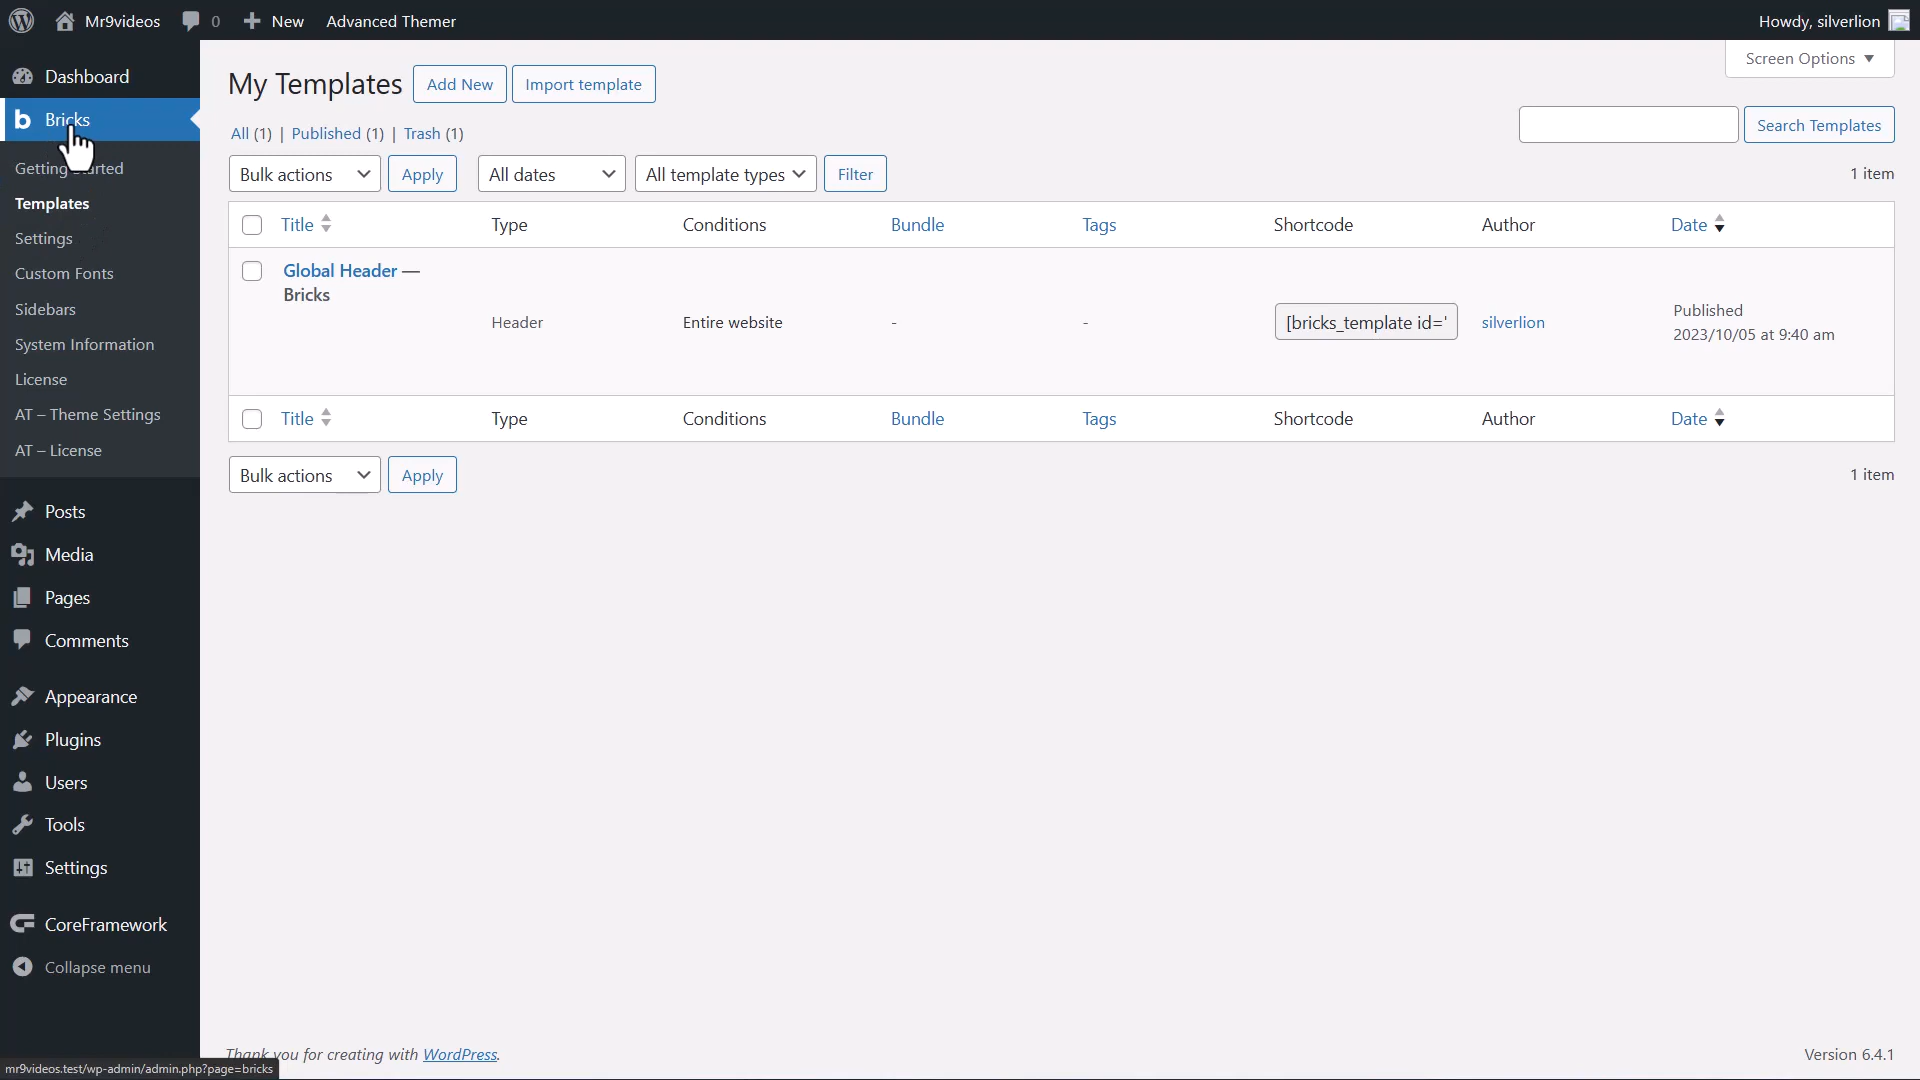 Mr9videos 0 New Advanced Themer Howdy, silverlion
Screen Options
Dashboard
Bricks
Getting Started
Templates
Settings
Custom Fonts
Sidebars
System Information
License
AT – Theme Settings
AT – License
Posts
Media
Pages
Comments
Appearance
Plugins
Users
Tools
Settings
CoreFramework
Collapse menu
My Templates Add New Import template
All (1) | Published (1) | Trash (1)
Search Templates
Bulk actions Apply All dates All template types Filter 1 item
Title Type Conditions Bundle Tags Shortcode Author Date
Global Header —
Bricks
Header Entire website - - [bricks_template id=' silverlion
Published
2023/10/05 at 9:40 am
Title Type Conditions Bundle Tags Shortcode Author Date
Bulk actions Apply 1 item
Thank you for creating with WordPress. Version 6.4.1
mr9videos.test/wp-admin/admin.php?page=bricks